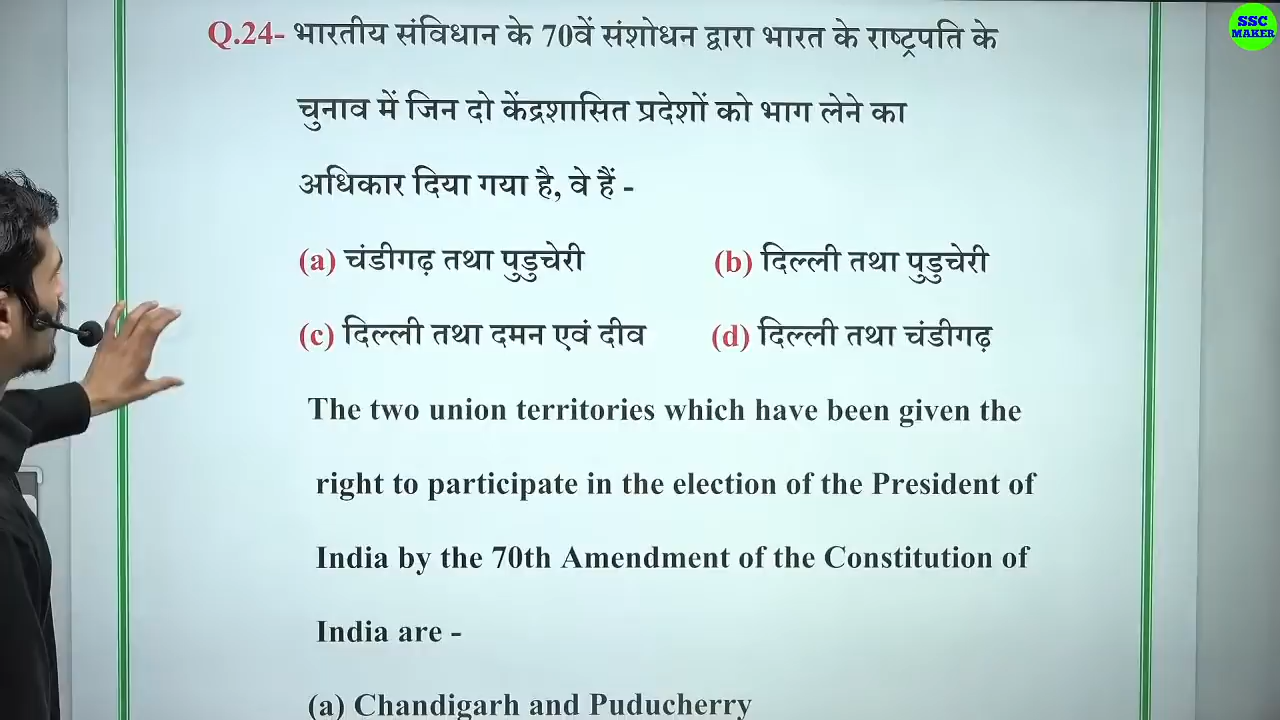 Q.24- भारतीय संविधान के 70वें संशोधन द्वारा भारत के राष्ट्रपति के
चुनाव में जिन दो केंद्रशासित प्रदेशों को भाग लेने का
अधिकार दिया गया है, वे हैं -
(a) चंडीगढ़ तथा पुडुचेरी (b) दिल्ली तथा पुडुचेरी
(c) दिल्ली तथा दमन एवं दीव (d) दिल्ली तथा चंडीगढ़
The two union territories which have been given the
right to participate in the election of the President of
India by the 70th Amendment of the Constitution of
India are -
(a) Chandigarh and Puducherry
SSC
MAKER